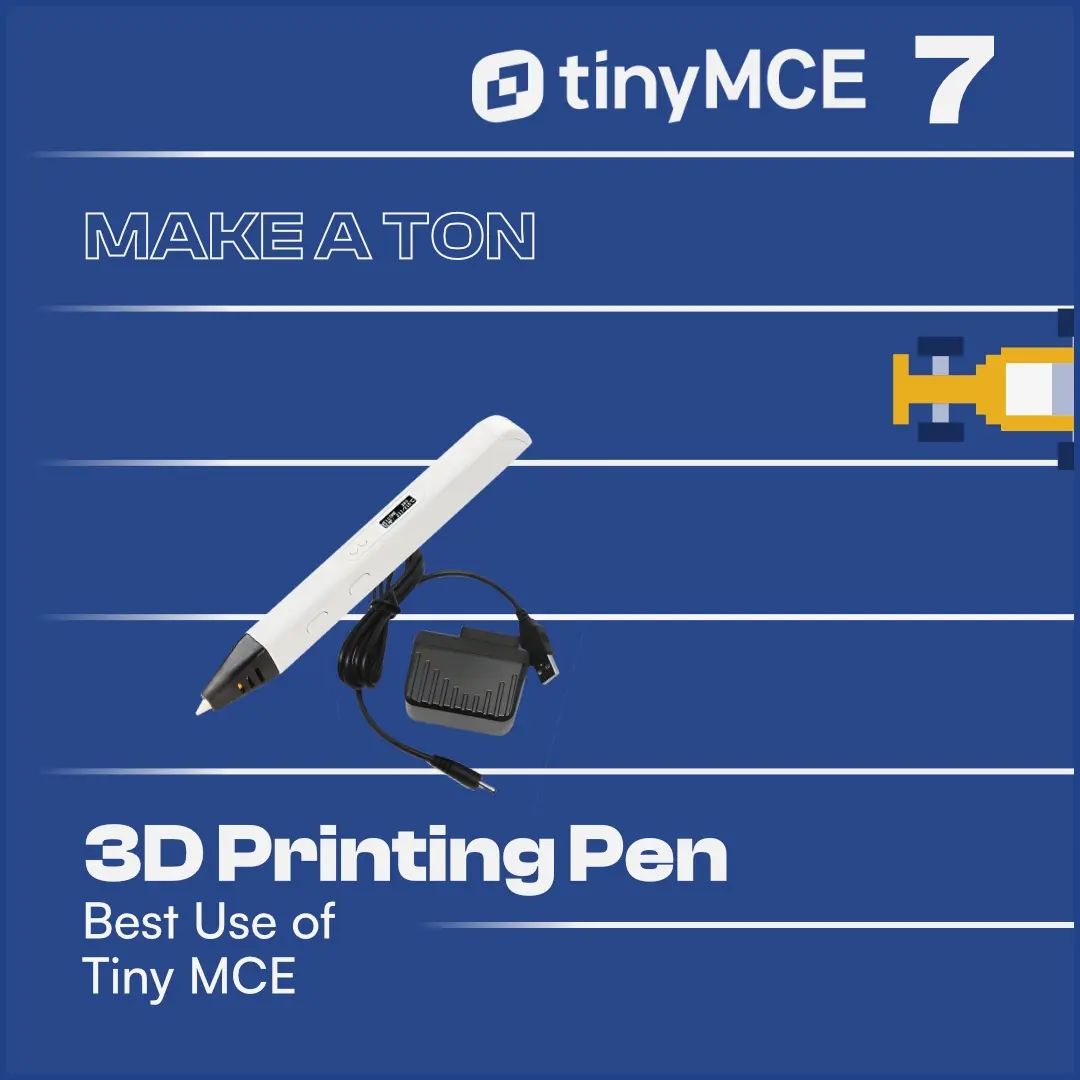 tinyMCE 7
MAKE A TON
3D Printing Pen
Best Use of
Tiny MCE